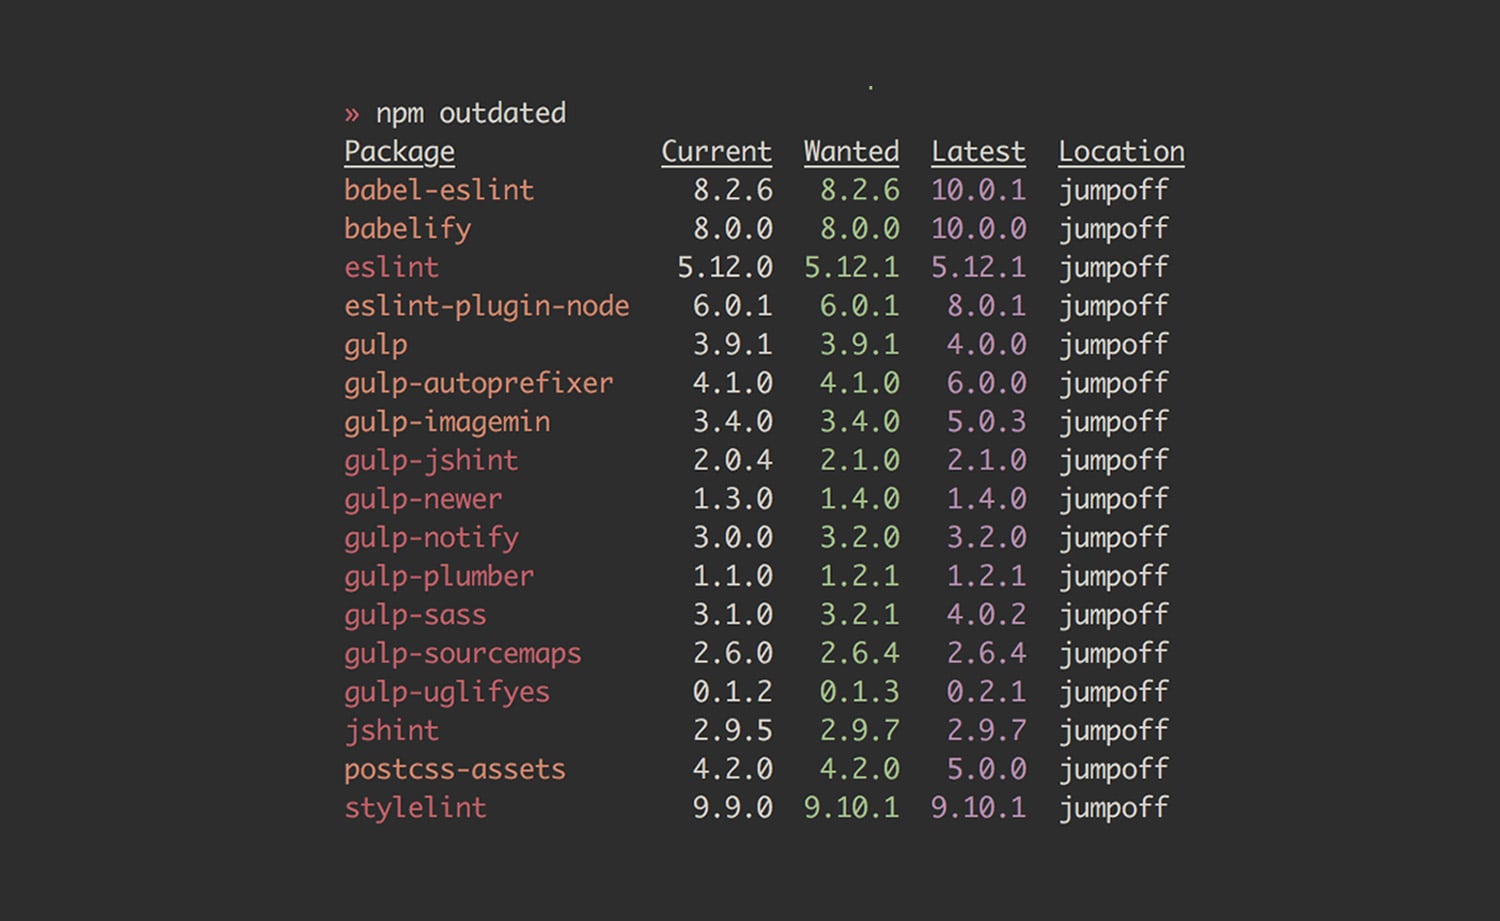 » npm outdated
Package Current Wanted Latest Location
babel-eslint 8.2.6 8.2.6 10.0.1 jumpoff
babelify 8.0.0 8.0.0 10.0.0 jumpoff
eslint 5.12.0 5.12.1 5.12.1 jumpoff
eslint-plugin-node 6.0.1 6.0.1 8.0.1 jumpoff
gulp 3.9.1 3.9.1 4.0.0 jumpoff
gulp-autoprefixer 4.1.0 4.1.0 6.0.0 jumpoff
gulp-imagemin 3.4.0 3.4.0 5.0.3 jumpoff
gulp-jshint 2.0.4 2.1.0 2.1.0 jumpoff
gulp-newer 1.3.0 1.4.0 1.4.0 jumpoff
gulp-notify 3.0.0 3.2.0 3.2.0 jumpoff
gulp-plumber 1.1.0 1.2.1 1.2.1 jumpoff
gulp-sass 3.1.0 3.2.1 4.0.2 jumpoff
gulp-sourcemaps 2.6.0 2.6.4 2.6.4 jumpoff
gulp-uglifyes 0.1.2 0.1.3 0.2.1 jumpoff
jshint 2.9.5 2.9.7 2.9.7 jumpoff
postcss-assets 4.2.0 4.2.0 5.0.0 jumpoff
stylelint 9.9.0 9.10.1 9.10.1 jumpoff